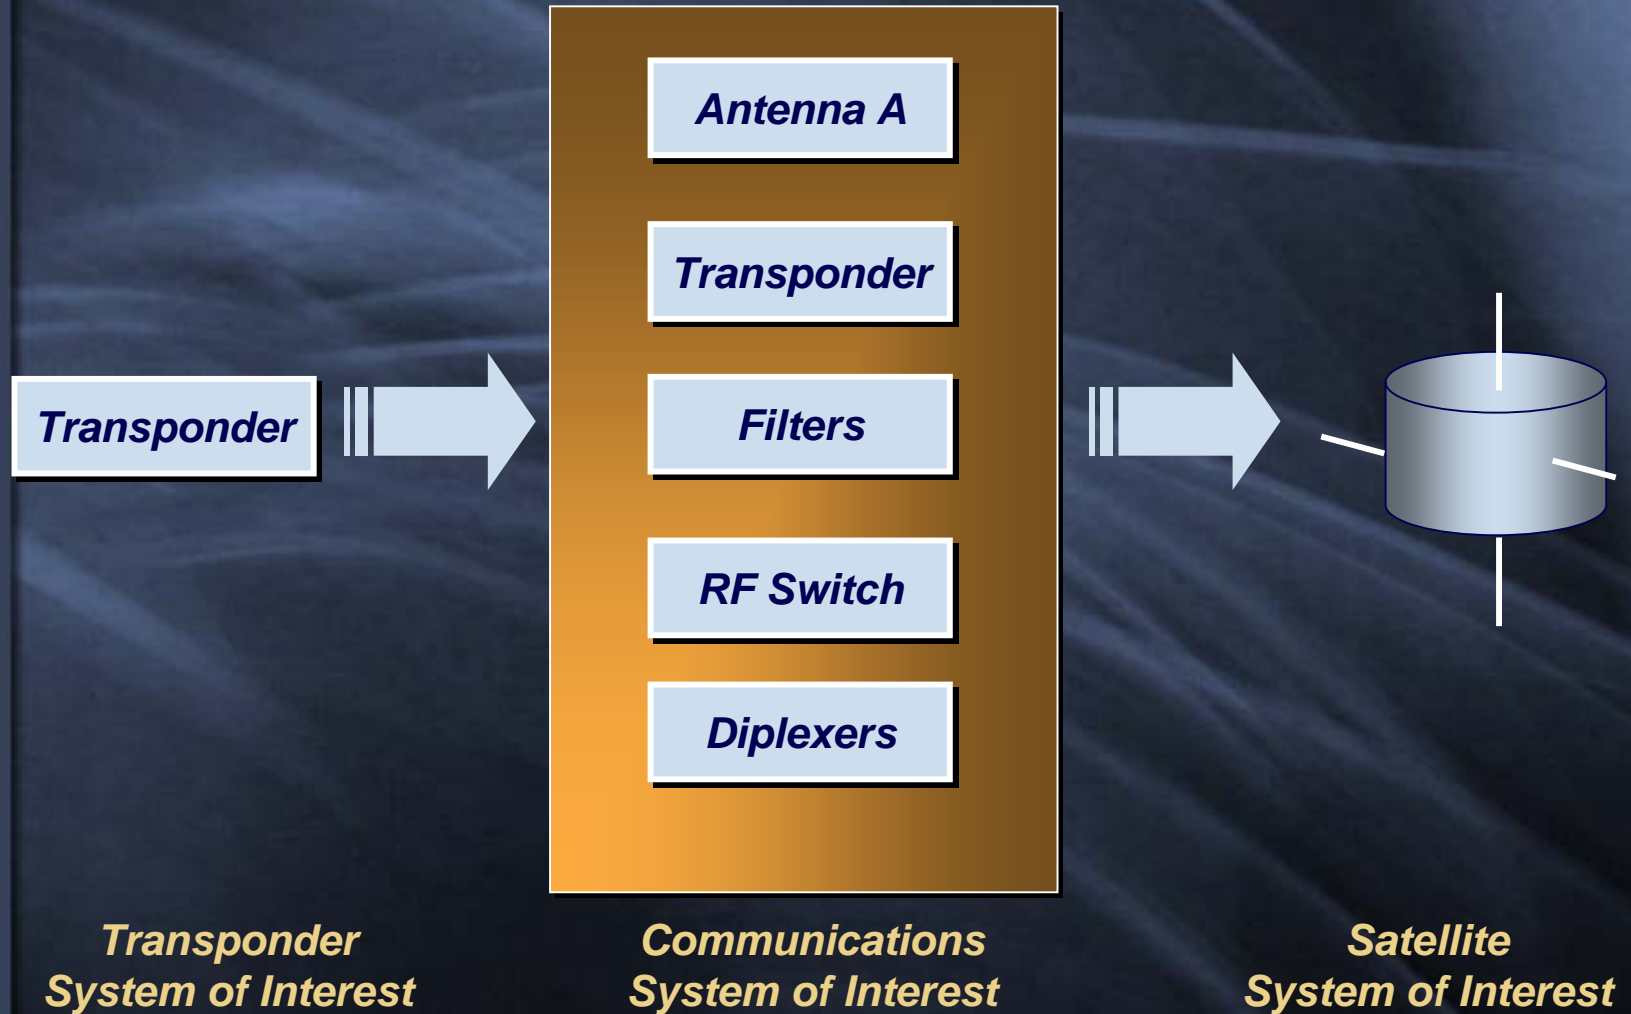 Antenna A
Transponder
Filters
RF Switch
Diplexers
Transponder
Transponder
System of Interest
Communications
System of Interest
Satellite
System of Interest